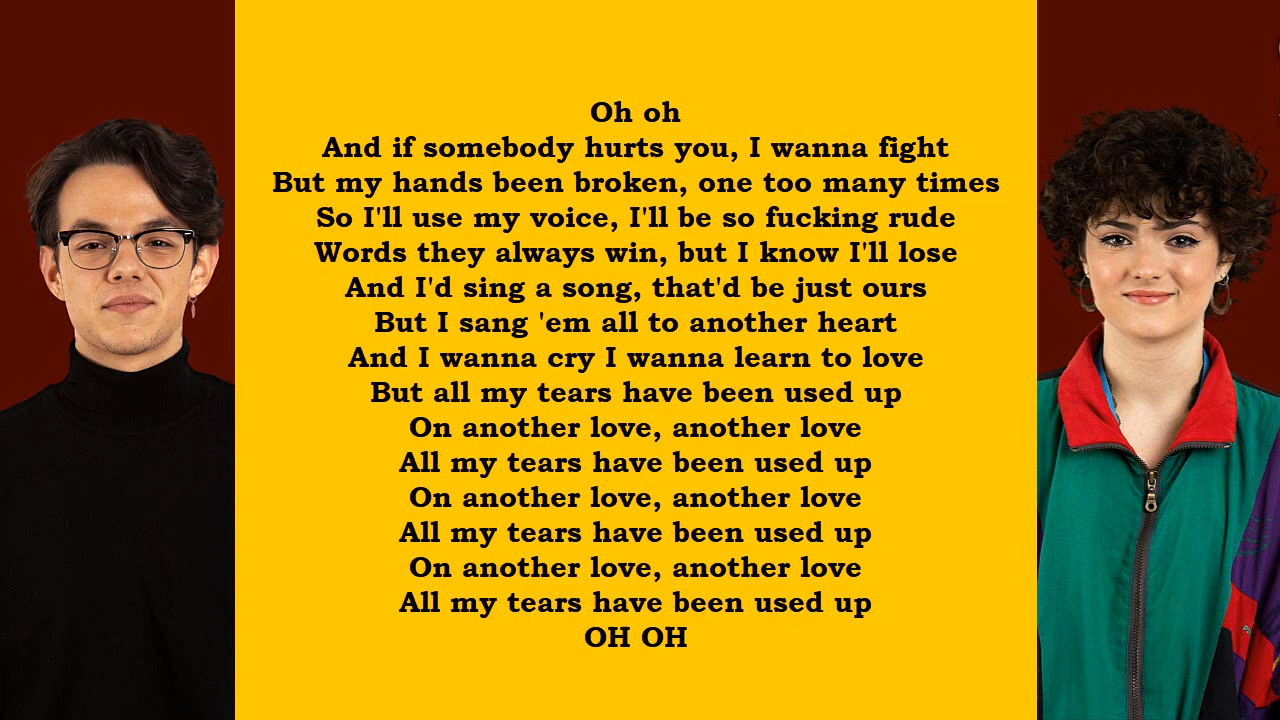 Oh oh
And if somebody hurts you, I wanna fight
But my hands been broken, one too many times
So I'll use my voice, I'll be so fucking rude
Words they always win, but I know I'll lose
And I'd sing a song, that'd be just ours
But I sang 'em all to another heart
And I wanna cry I wanna learn to love
But all my tears have been used up
On another love, another love
All my tears have been used up
On another love, another love
All my tears have been used up
On another love, another love
All my tears have been used up
OH OH